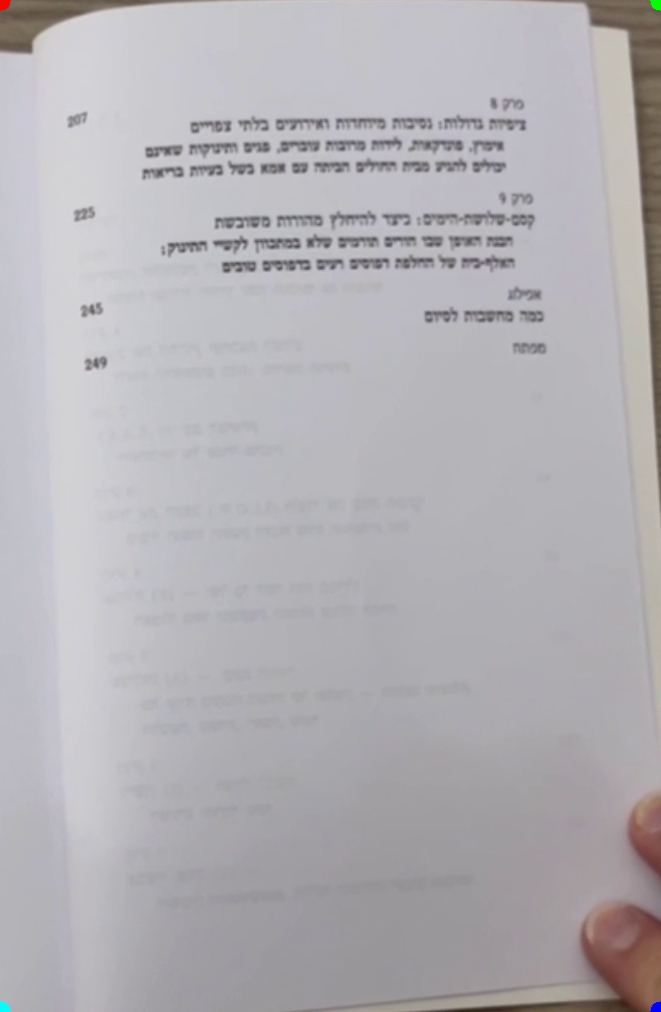 פרק 8
ציפיות גדולות: נסיבות מיוחדות ואירועים בלתי צפויים 207
אימוץ, פונדקאות, לידות מרובות עוברים, פגים ותינוקות שאינם
יכולים להגיע מבית החולים הביתה עם אמא בשל בעיות בריאות
פרק 9
קסם-שלושת-הימים: כיצד להיחלץ מהורות משובשת 225
הבנת האופן שבו הורים תורמים שלא במתכוון לקשיי התינוק;
האלף-בית של החלפת דפוסים רעים בדפוסים טובים
אפילוג
כמה מחשבות לסיום 245
מפתח 249